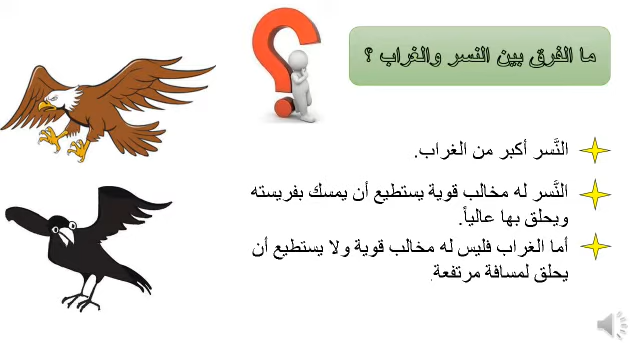 ما الفرق بين النسر والغراب ؟
النَّسر أكبر من الغراب.
النَّسر له مخالب قوية يستطيع أن يمسك بفريسته
ويحلق بها عالياً.
أما الغراب فليس له مخالب قوية ولا يستطيع أن
يحلق لمسافة مرتفعة.